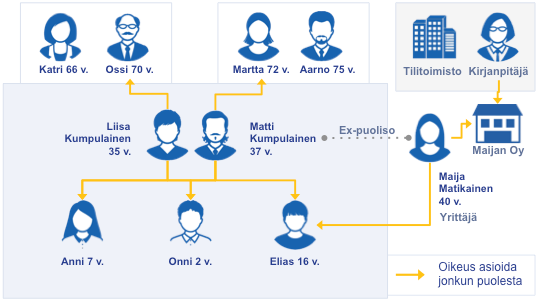 Katri 66 v.
Ossi 70 v.
Martta 72 v.
Aarno 75 v.
Tilitoimisto
Kirjanpitäjä
Liisa
Kumpulainen
35 v.
Matti
Kumpulainen
37 v.
Ex-puoliso
Maijan Oy
Maija
Matikainen
40 v.
Yrittäjä
Anni 7 v.
Onni 2 v.
Elias 16 v.
Oikeus asioida
jonkun puolesta